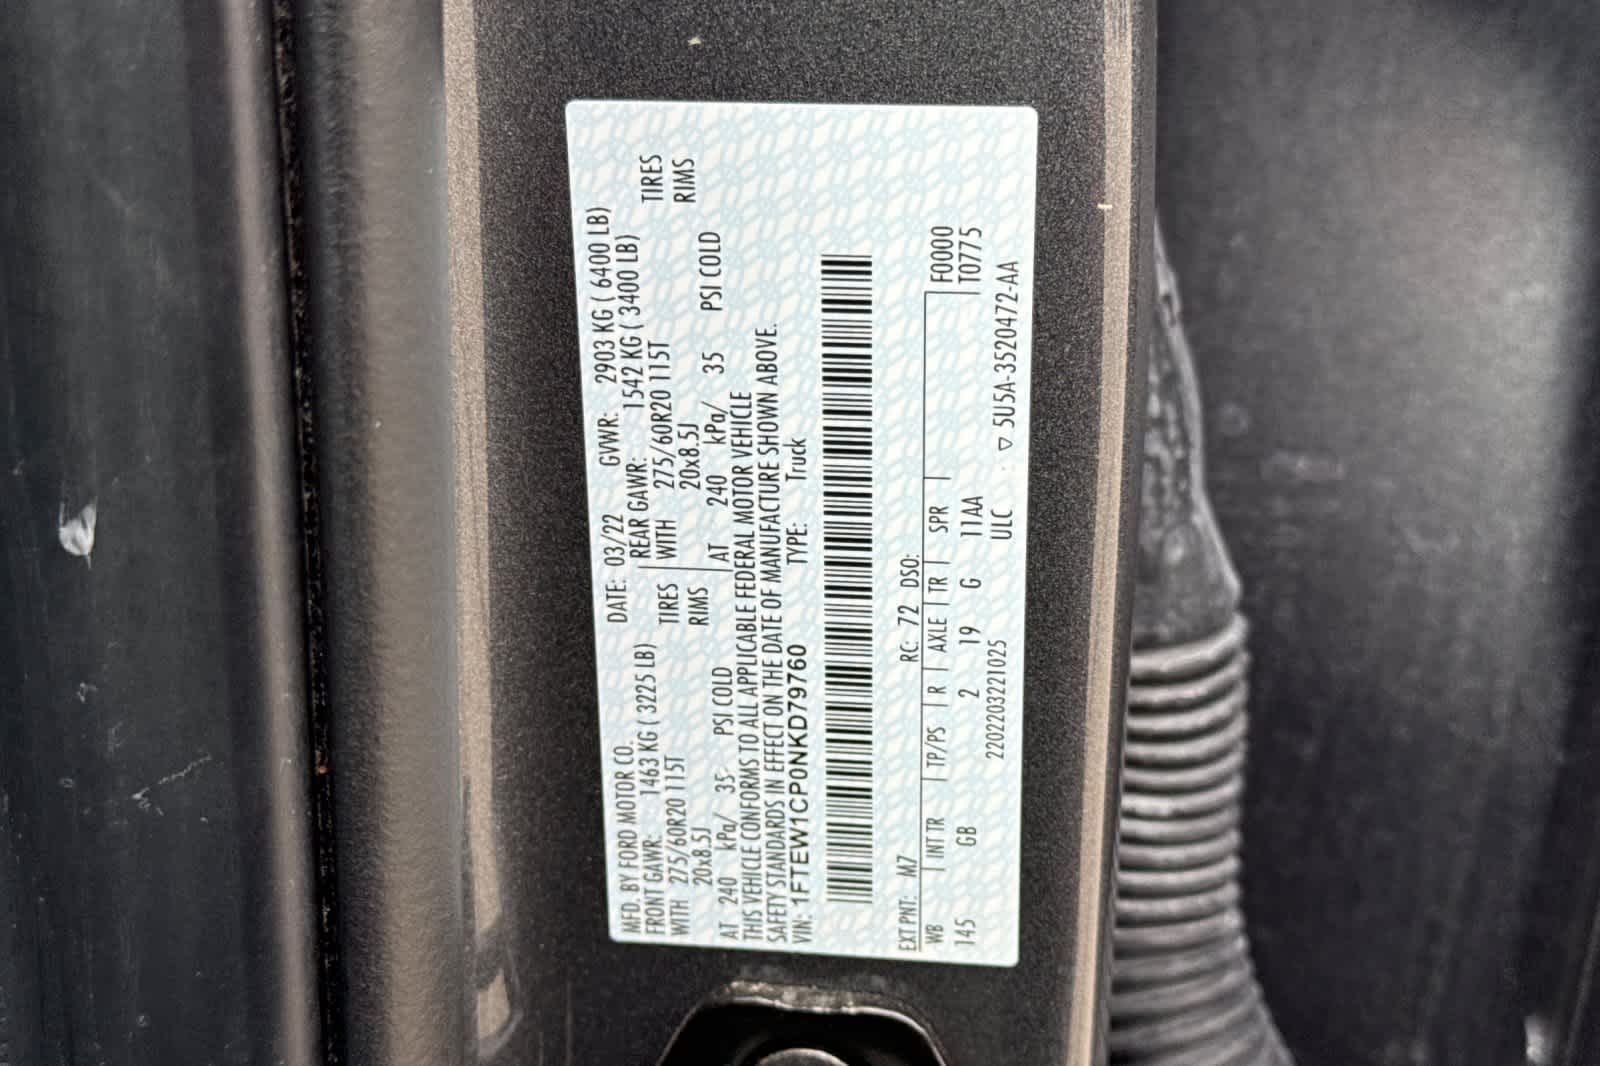 MFD. BY FORD MOTOR CO. DATE: 03/22 GVWR: 2903 KG ( 6400 LB)
FRONT GAWR: 1463 KG ( 3225 LB) REAR GAWR: 1542 KG ( 3400 LB)
WITH 275/60R20 115T TIRES WITH 275/60R20 115T TIRES
20x8.5J RIMS 20x8.5J RIMS
AT 240 kPa/ 35 PSI COLD AT 240 kPa/ 35 PSI COLD
THIS VEHICLE CONFORMS TO ALL APPLICABLE FEDERAL MOTOR VEHICLE
SAFETY STANDARDS IN EFFECT ON THE DATE OF MANUFACTURE SHOWN ABOVE.
VIN: 1FTEW1CP0NKD79760 TYPE: Truck
EXT PNT: M7 RC: 72 DSO:
WB INT TR TP/PS R AXLE TR SPR F0000
145 GB 2 19 G 11AA T0775
2202203221025 ULC ▽ 5U5A-3520472-AA